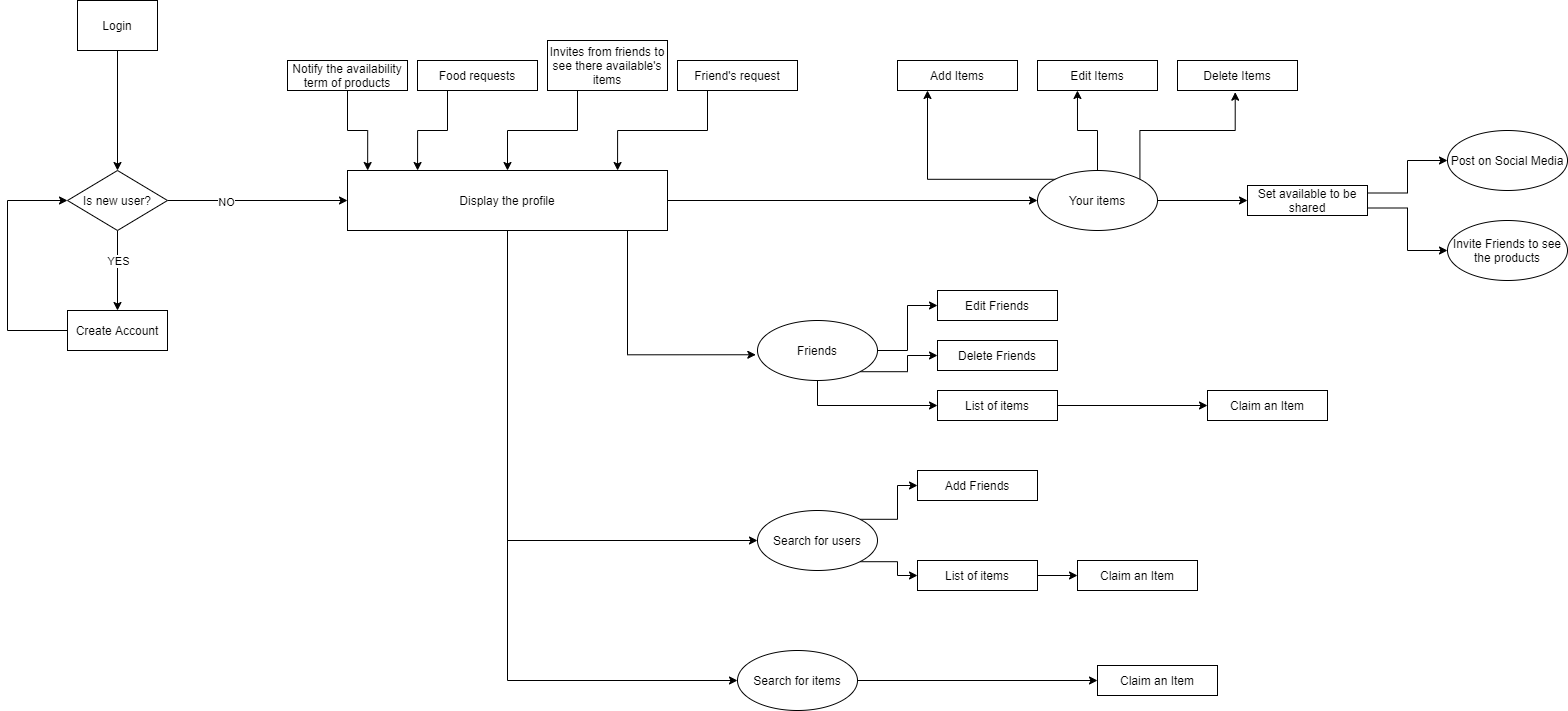 Login
Notify the availability
term of products
Food requests
Invites from friends to
see there available's
items
Friend's request
Add Items
Edit Items
Delete Items
Is new user?
NO
Display the profile
Your items
Set available to be
shared
Post on Social Media
Invite Friends to see
the products
YES
Create Account
Friends
Edit Friends
Delete Friends
List of items
Claim an Item
Search for users
Add Friends
List of items
Claim an Item
Search for items
Claim an Item